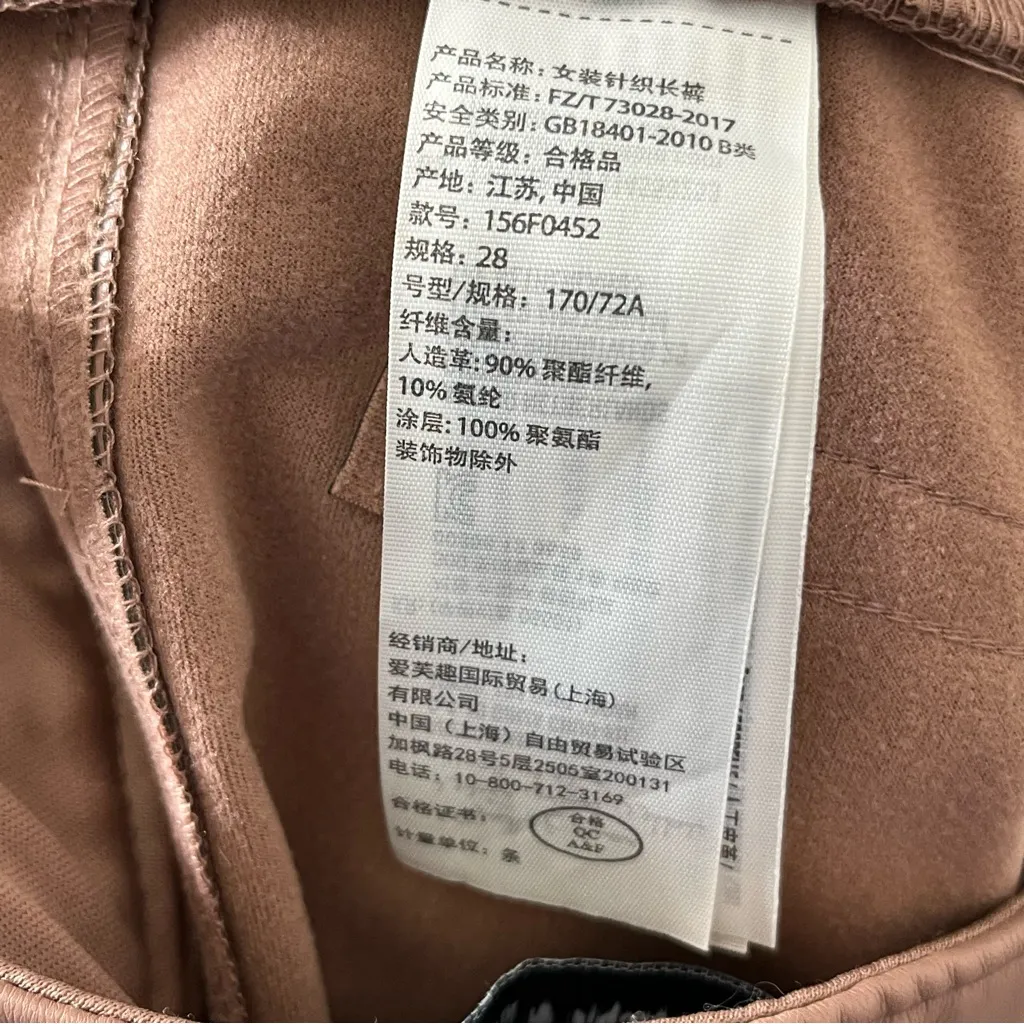 产品名称：女装针织长裤
产品标准：FZ/T 73028-2017
安全类别：GB18401-2010 B类
产品等级：合格品
产地：江苏, 中国
款号：156F0452
规格：28
号型/规格：170/72A
纤维含量：
人造革: 90% 聚酯纤维,
10% 氨纶
涂层: 100% 聚氨酯
装饰物除外
经销商/地址：
爱芙趣国际贸易(上海)
有限公司
中国（上海）自由贸易试验区
加枫路28号5层2505室200131
电话：10-800-712-3169
合格证书：
合格
QC
A&F
计量单位：条